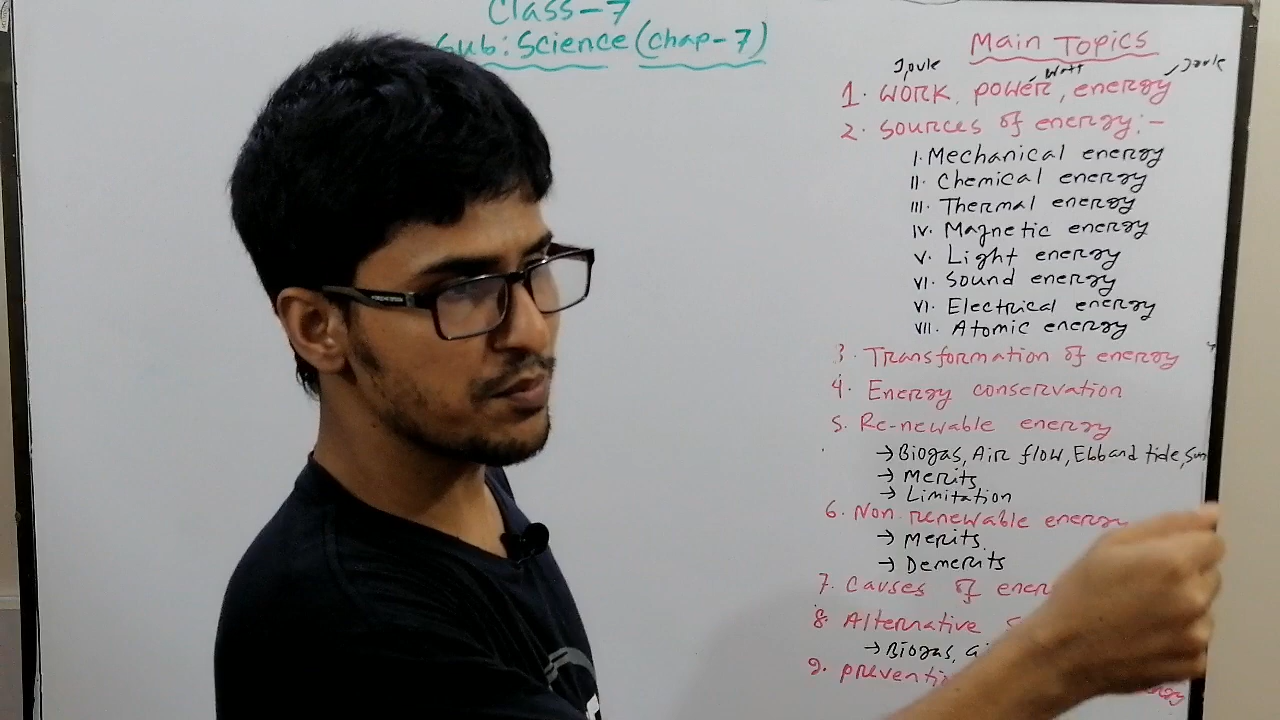 Class-7
Sub: Science (chap-7)
Main Topics
Joule Watt Joule
1. Work, power, energy
2. Sources of energy:-
I. Mechanical energy
II. Chemical energy
III. Thermal energy
IV. Magnetic energy
V. Light energy
VI. Sound energy
VI. Electrical energy
VII. Atomic energy
3. Transformation of energy
4. Energy conservation
5. Re-newable energy
→ Biogas, Air flow, Ebb and tide, Sun
→ Merits
→ Limitation
6. Non-renewable energy
→ Merits
→ Demerits
7. Causes of ener
8. Alternative S
→ Biogas, ai
9. preventi